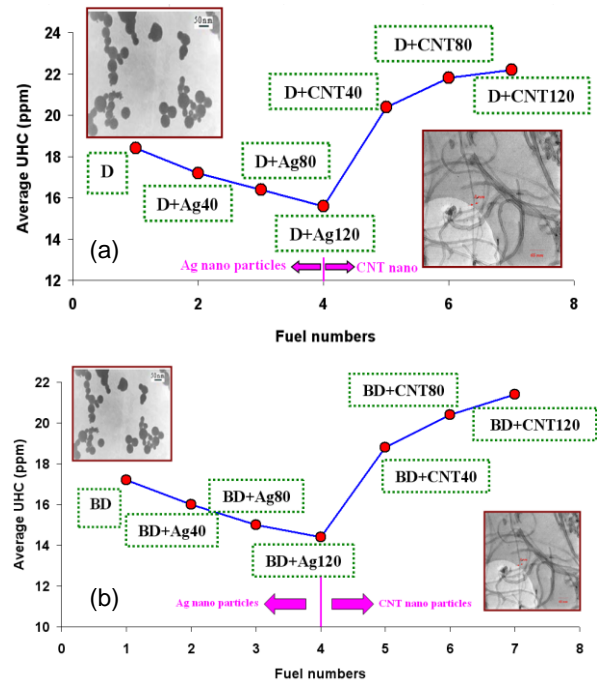 24
22
20
18
16
14
12
Average UHC (ppm)
50nm
D+CNT80
D+CNT40
D+CNT120
D+Ag80
D
D+Ag40
D+Ag120
(a)
Ag nano particles
CNT nano
0 2 4 6 8
Fuel numbers
22
20
18
16
14
12
10
Average UHC (ppm)
50nm
BD+CNT80
BD+CNT120
BD+CNT40
BD+Ag80
BD
BD+Ag40
BD+Ag120
(b)
Ag nano particles
CNT nano particles
0 1 2 3 4 5 6 7 8
Fuel numbers